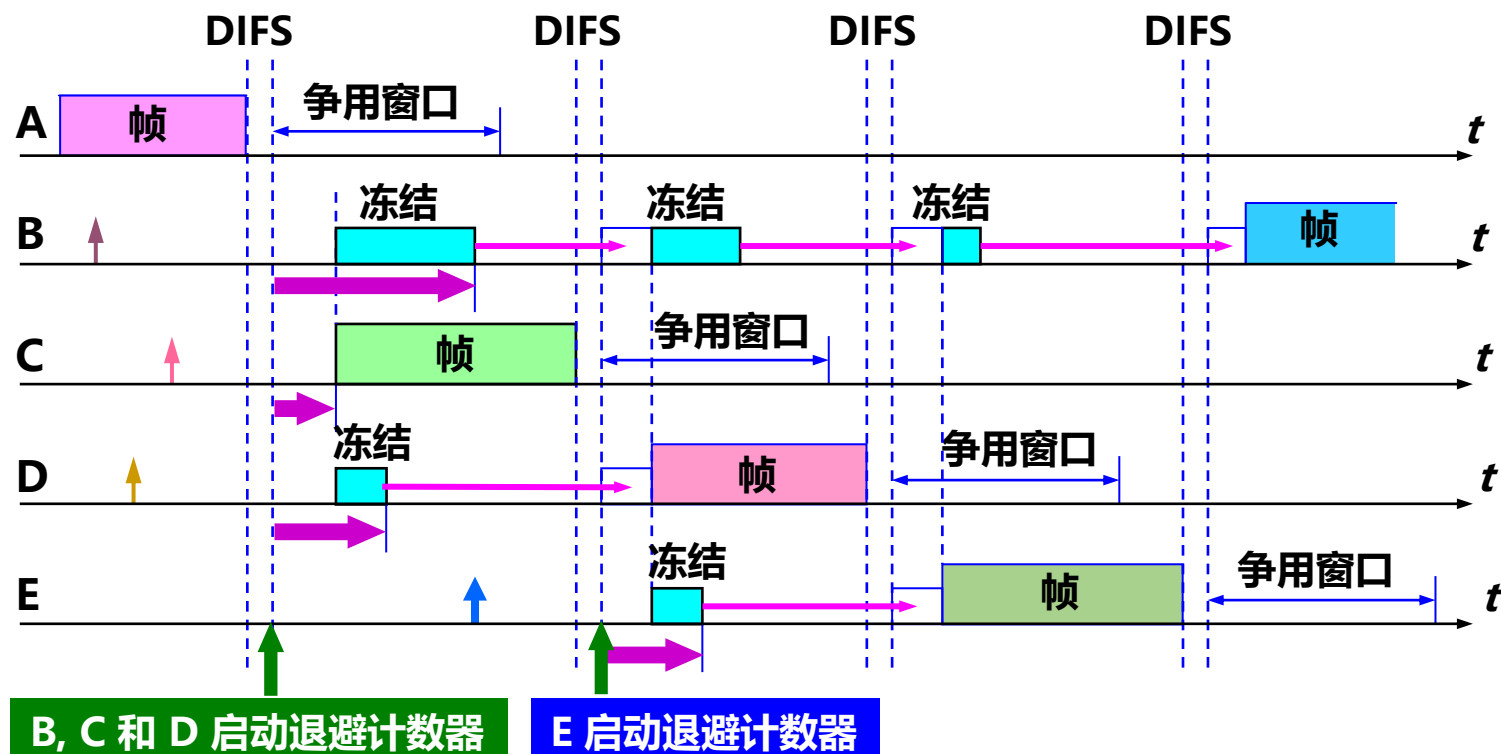 DIFS DIFS DIFS DIFS
A 帧 争用窗口 t
B 冻结 冻结 冻结 帧 t
C 帧 争用窗口 t
D 冻结 帧 争用窗口 t
E 冻结 帧 争用窗口 t
B, C 和 D 启动退避计数器 E 启动退避计数器